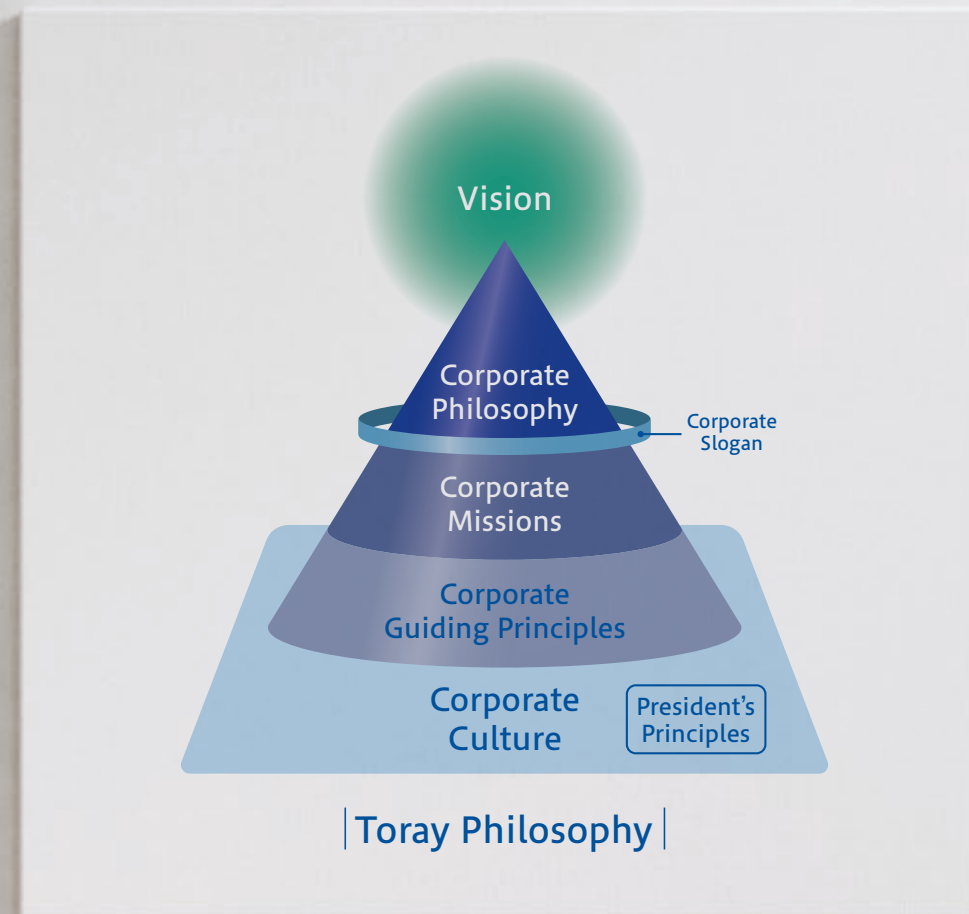 Vision
Corporate
Philosophy
Corporate
Slogan
Corporate
Missions
Corporate
Guiding Principles
Corporate
Culture
President's
Principles
Toray Philosophy